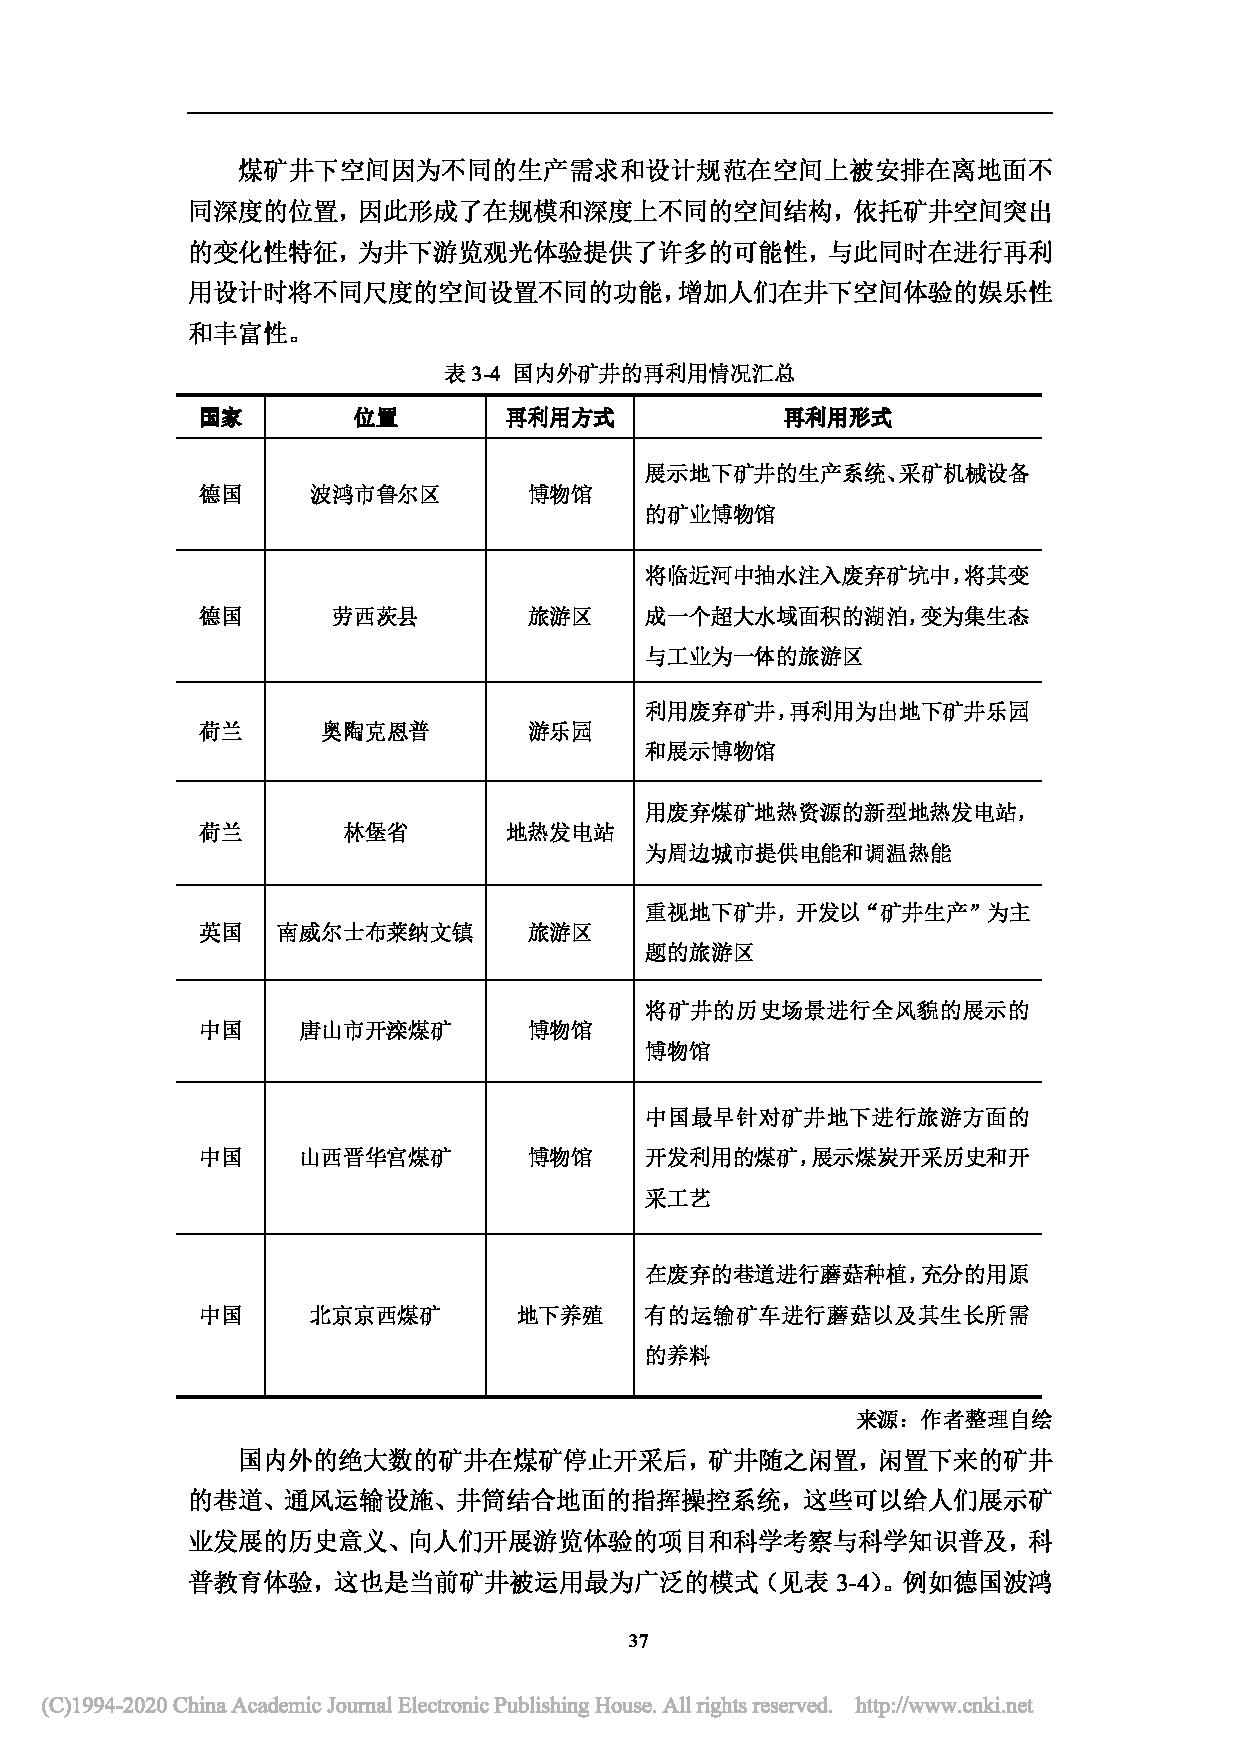 煤矿井下空间因为不同的生产需求和设计规范在空间上被安排在离地面不
同深度的位置，因此形成了在规模和深度上不同的空间结构，依托矿井空间突出
的变化性特征，为井下游览观光体验提供了许多的可能性，与此同时在进行再利
用设计时将不同尺度的空间设置不同的功能，增加人们在井下空间体验的娱乐性
和丰富性。
表 3-4 国内外矿井的再利用情况汇总
国家 位置 再利用方式 再利用形式
展示地下矿井的生产系统、采矿机械设备
德国 波鸿市鲁尔区 博物馆
的矿业博物馆
将临近河中抽水注入废弃矿坑中，将其变
德国 劳西茨县 旅游区 成一个超大水域面积的湖泊，变为集生态
与工业为一体的旅游区
利用废弃矿井，再利用为出地下矿井乐园
荷兰 奥陶克恩普 游乐园
和展示博物馆
用废弃煤矿地热资源的新型地热发电站，
荷兰 林堡省 地热发电站
为周边城市提供电能和调温热能
重视地下矿井，开发以“矿井生产”为主
英国 南威尔士布莱纳文镇 旅游区
题的旅游区
将矿井的历史场景进行全风貌的展示的
中国 唐山市开滦煤矿 博物馆
博物馆
中国最早针对矿井地下进行旅游方面的
中国 山西晋华宫煤矿 博物馆 开发利用的煤矿，展示煤炭开采历史和开
采工艺
在废弃的巷道进行蘑菇种植，充分的用原
中国 北京京西煤矿 地下养殖 有的运输矿车进行蘑菇以及其生长所需
的养料
来源：作者整理自绘
国内外的绝大数的矿井在煤矿停止开采后，矿井随之闲置，闲置下来的矿井
的巷道、通风运输设施、井筒结合地面的指挥操控系统，这些可以给人们展示矿
业发展的历史意义、向人们开展游览体验的项目和科学考察与科学知识普及，科
普教育体验，这也是当前矿井被运用最为广泛的模式（见表 3-4）。例如德国波鸿
37
(C)1994-2020 China Academic Journal Electronic Publishing House. All rights reserved. http://www.cnki.net